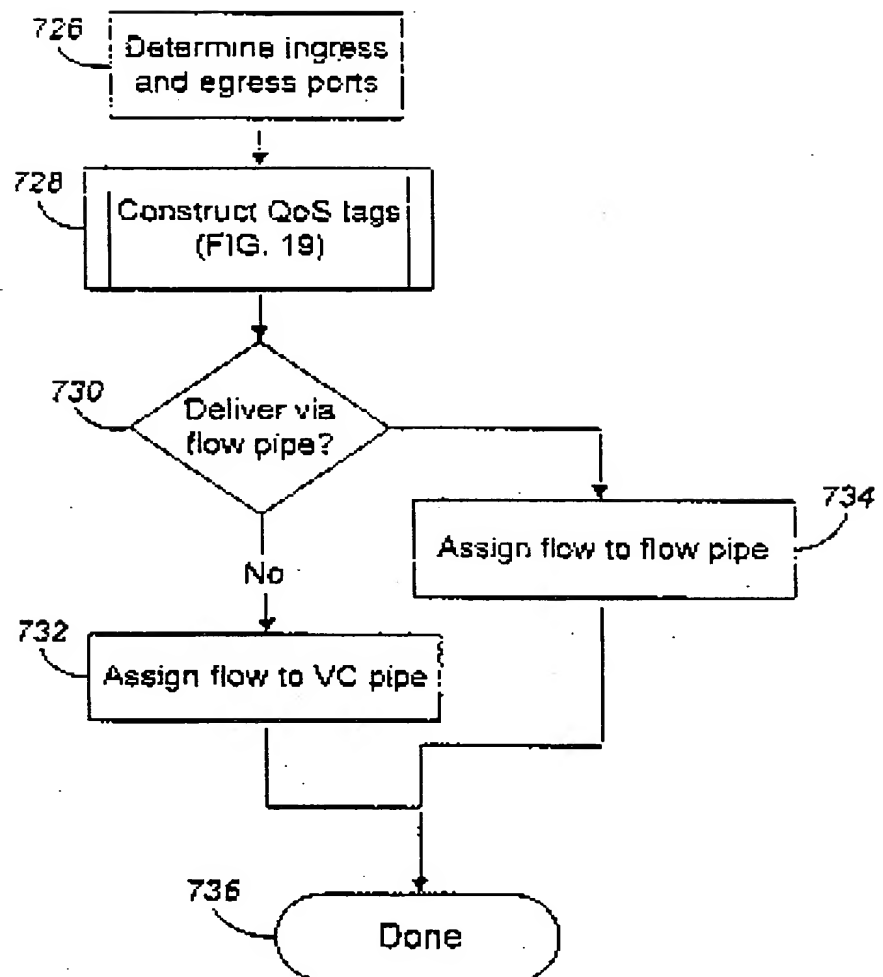 726
Determine ingress
and egress ports
728
Construct QoS tags
(FIG. 19)
730
Deliver via
flow pipe?
734
Assign flow to flow pipe
No
732
Assign flow to VC pipe
736
Done